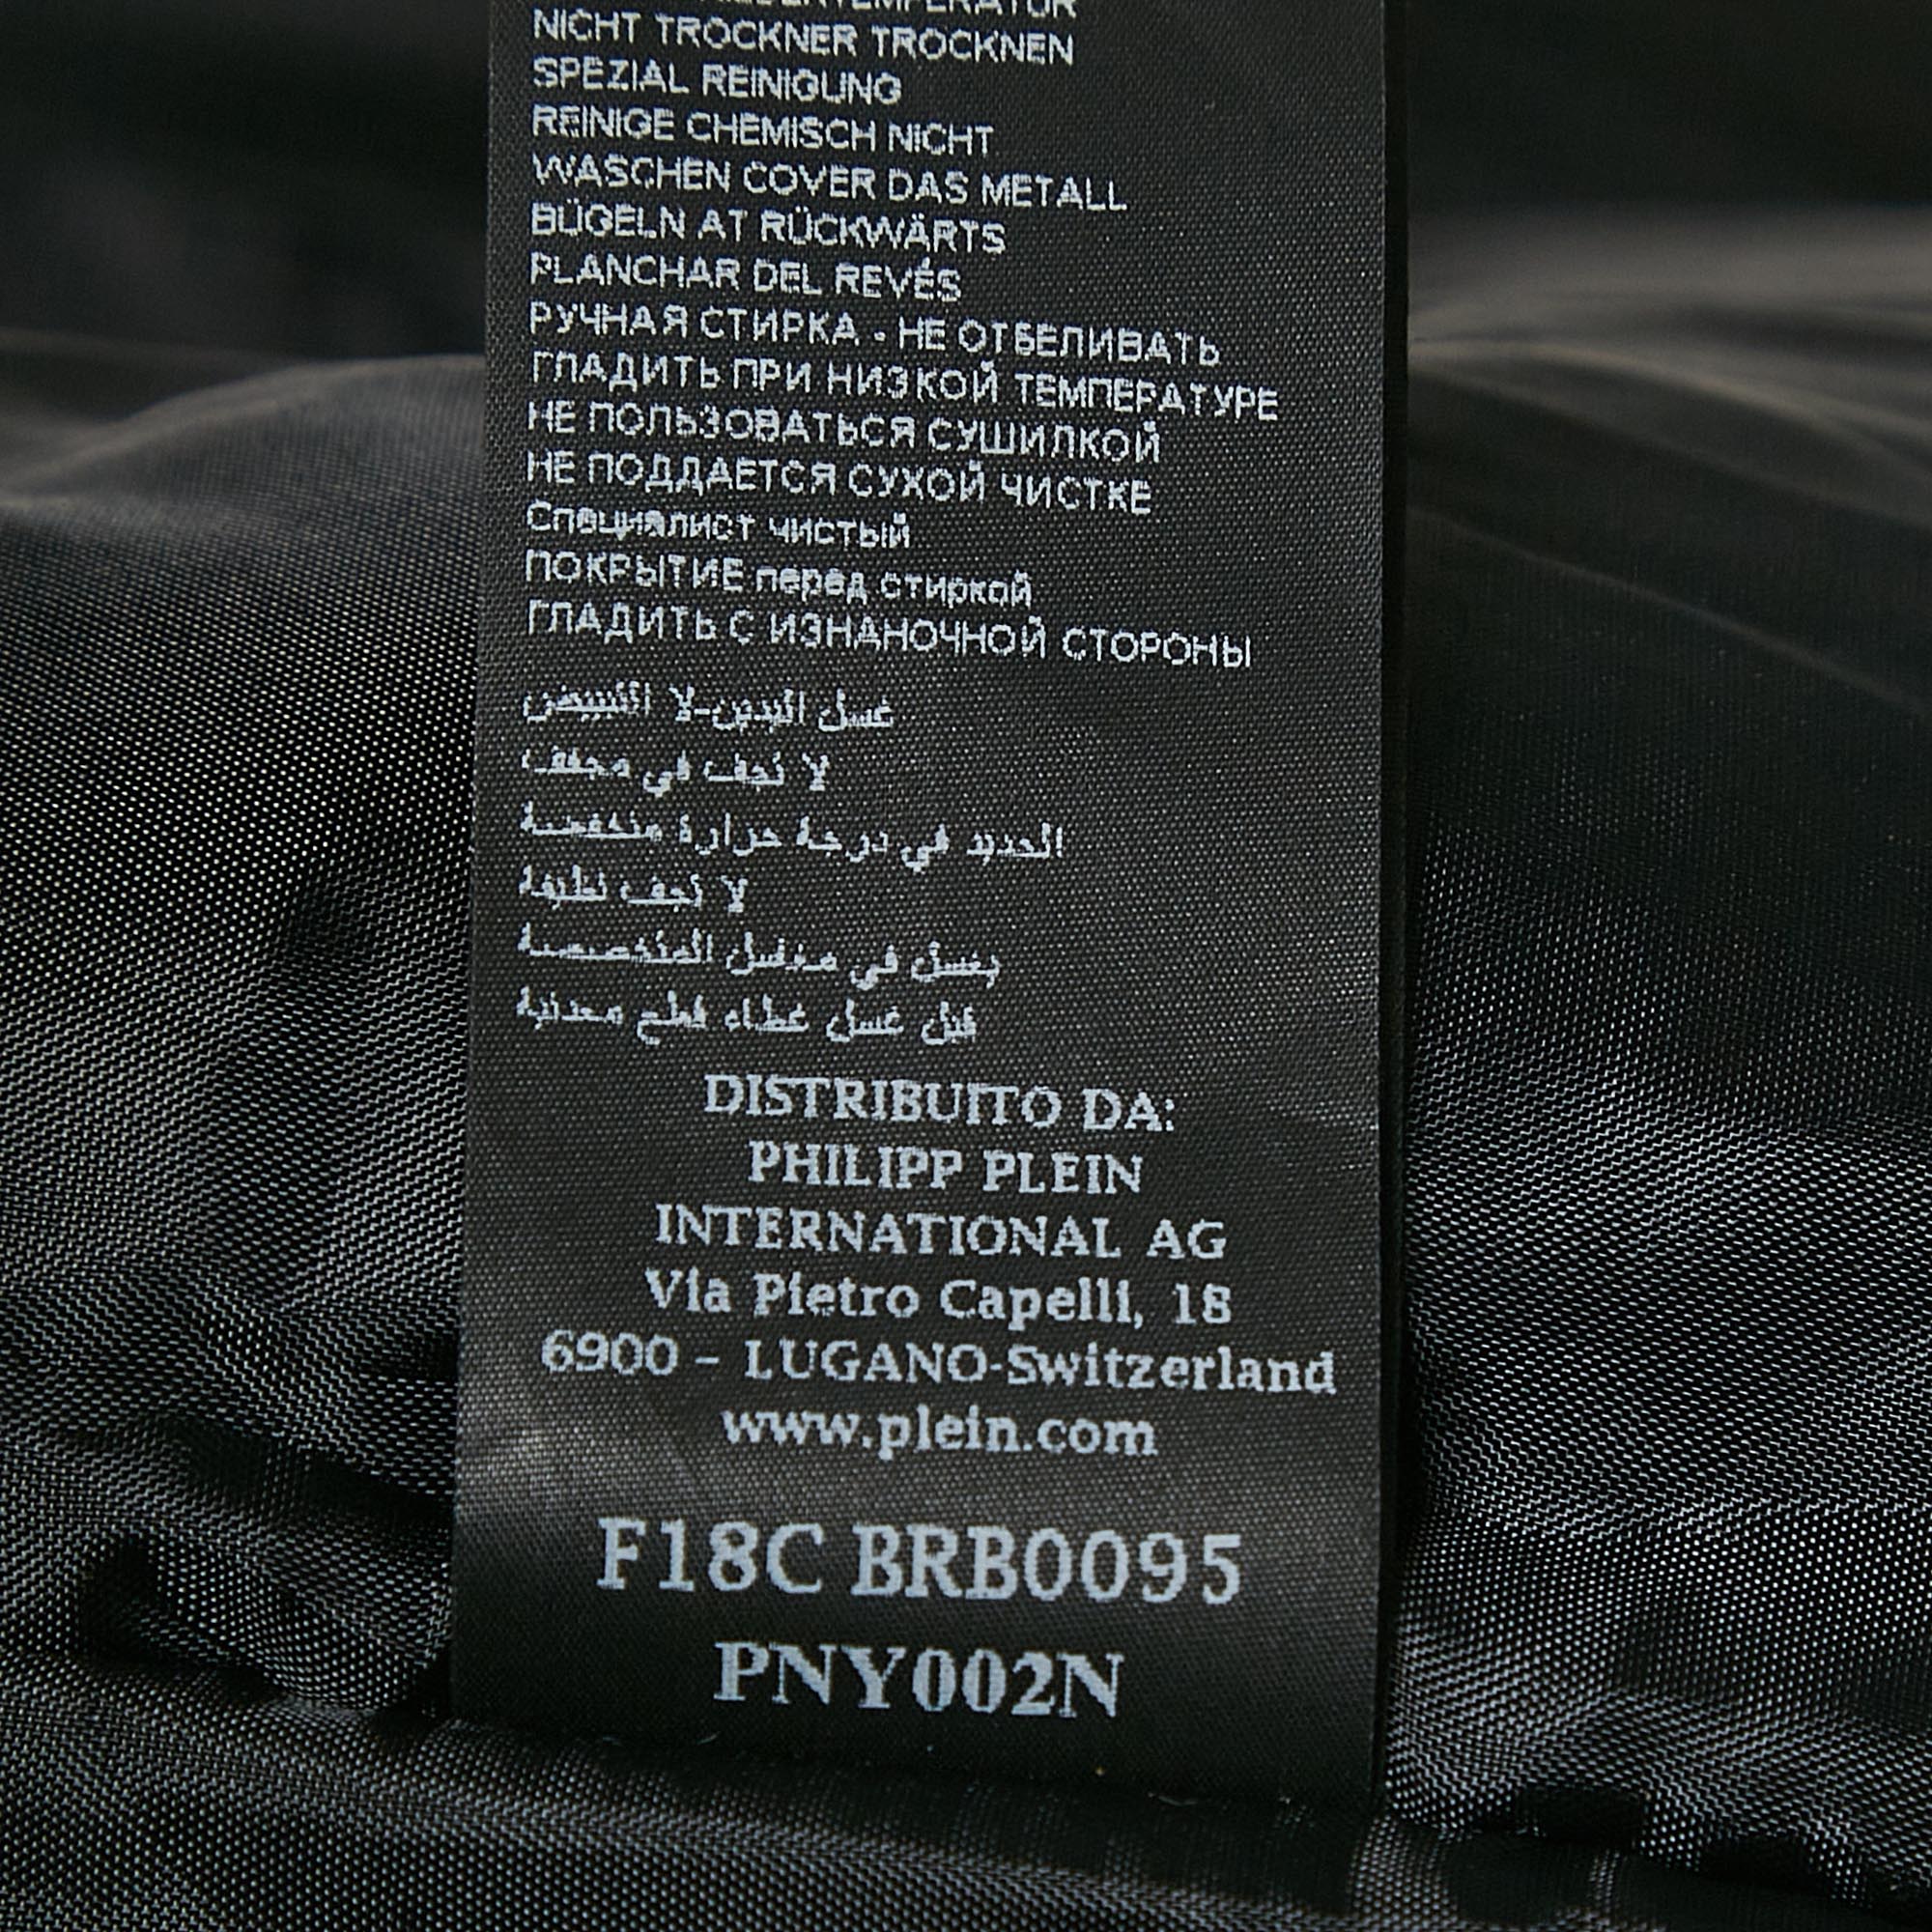 NICHT TROCKNER TROCKNEN
SPEZIAL REINIGUNG
REINIGE CHEMISCH NICHT
WASCHEN COVER DAS METALL
BÜGELN AT RÜCKWÄRTS
PLANCHAR DEL REVÉS
РУЧНАЯ СТИРКА - НЕ ОТБЕЛИВАТЬ
ГЛАДИТЬ ПРИ НИЗКОЙ ТЕМПЕРАТУРЕ
НЕ ПОЛЬЗОВАТЬСЯ СУШИЛКОЙ
НЕ ПОДДАЕТСЯ СУХОЙ ЧИСТКЕ
Специалист чистый
ПОКРЫТИЕ перед стиркой
ГЛАДИТЬ С ИЗНАНОЧНОЙ СТОРОНЫ
غسل اليدين-لا التبييض
لا تجف في مجفف
الحديد في درجة حرارة منخفضة
لا تجف نظيفة
يغسل في مغسل المتخصصة
قبل غسل غطاء قطع معدنية
DISTRIBUITO DA:
PHILIPP PLEIN
INTERNATIONAL AG
Via Pietro Capelli, 18
6900 - LUGANO-Switzerland
www.plein.com
F18C BRB0095
PNY002N